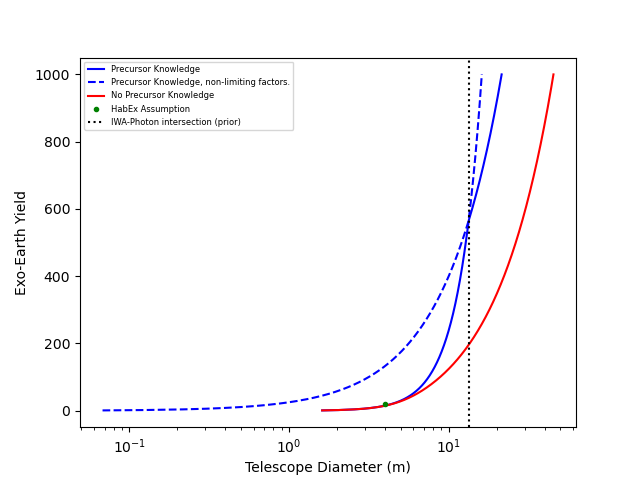 Precursor Knowledge
Precursor Knowledge, non-limiting factors.
No Precursor Knowledge
HabEx Assumption
IWA-Photon intersection (prior)
1000
800
600
400
200
0
Exo-Earth Yield
10⁻¹ 10⁰ 10¹
Telescope Diameter (m)